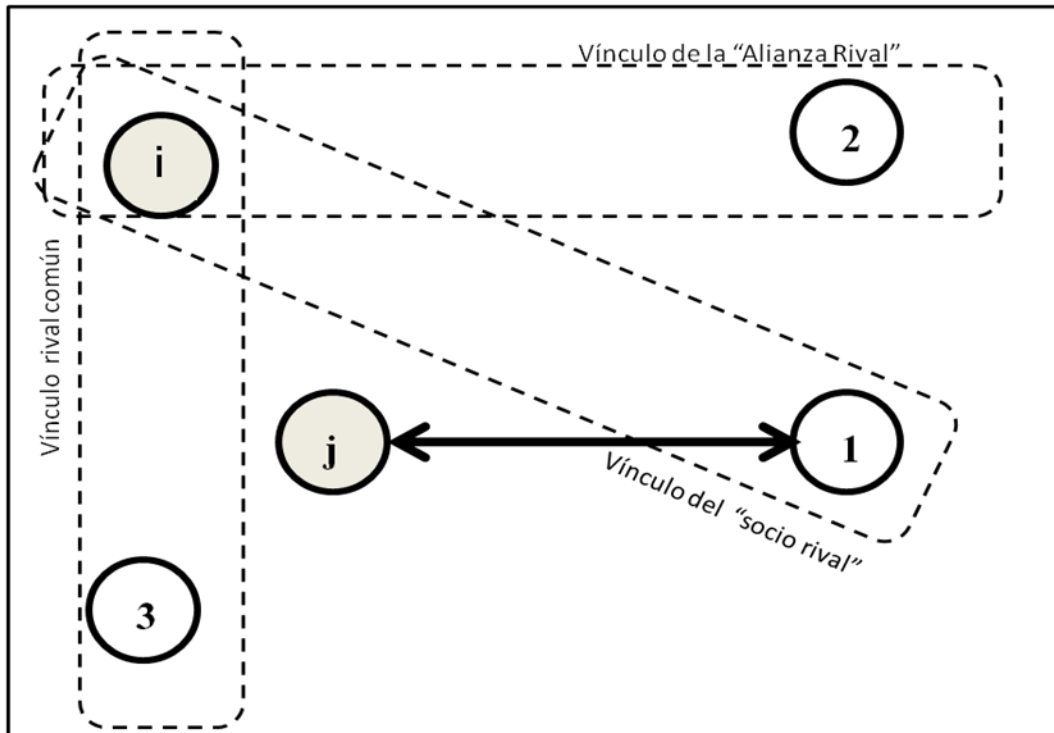 Vínculo de la “Alianza Rival”
2
i
Vínculo rival común
j
1
Vínculo del “socio rival”
3